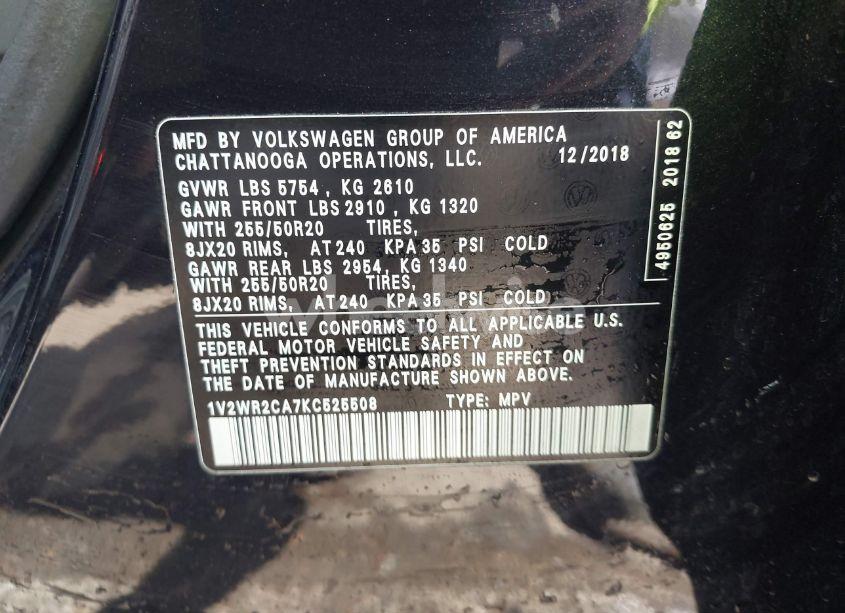 MFD BY VOLKSWAGEN GROUP OF AMERICA
CHATTANOOGA OPERATIONS, LLC. 12/2018
GVWR LBS 5754 , KG 2610
GAWR FRONT LBS 2910 , KG 1320
WITH 255/50R20 TIRES,
8JX20 RIMS, AT 240 KPA 35 PSI COLD
GAWR REAR LBS 2954, KG 1340
WITH 255/50R20 TIRES,
8JX20 RIMS, AT 240 KPA 35 PSI COLD
THIS VEHICLE CONFORMS TO ALL APPLICABLE U.S.
FEDERAL MOTOR VEHICLE SAFETY AND
THEFT PREVENTION STANDARDS IN EFFECT ON
THE DATE OF MANUFACTURE SHOWN ABOVE.
1V2WR2CA7KC525508 TYPE: MPV
4950625 2018 62